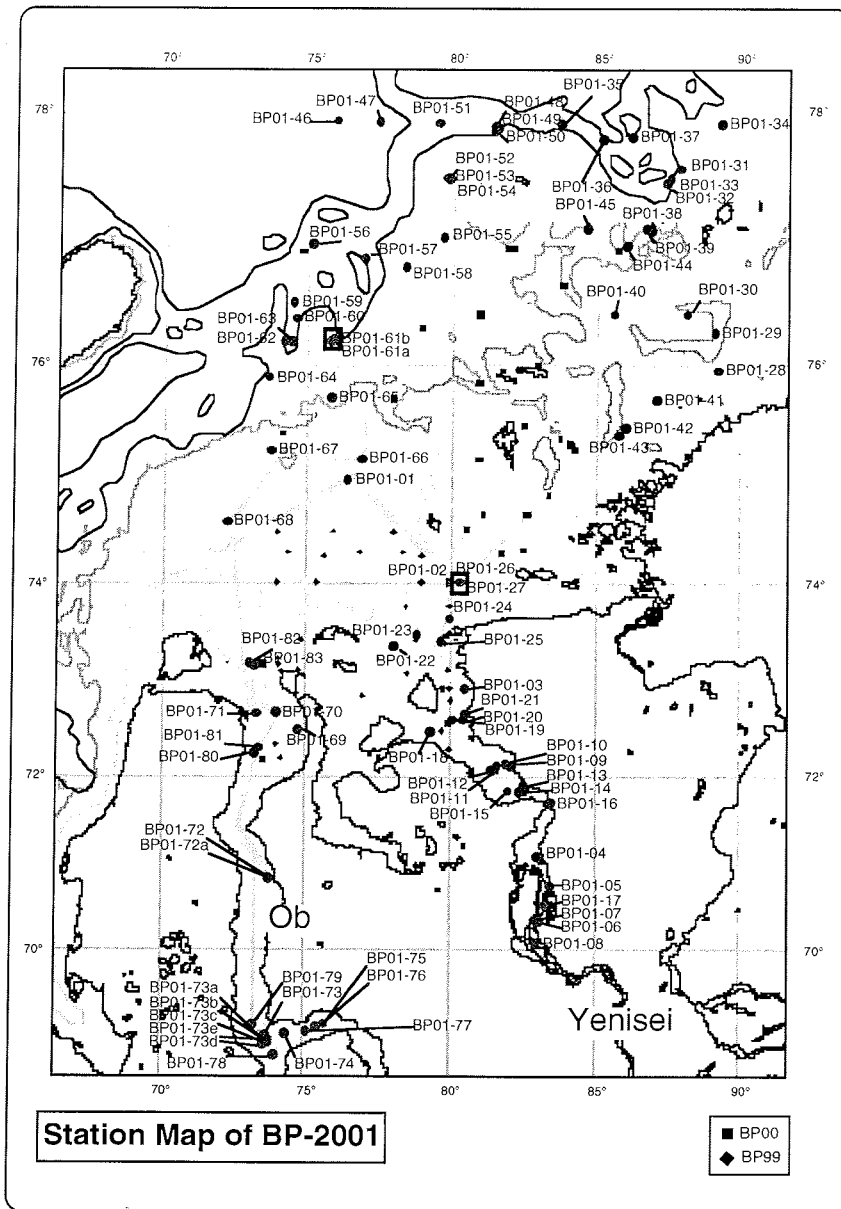 70° 75° 80° 85° 90°
78° 78°
BP01-35
BP01-48
BP01-47
BP01-51
BP01-46
BP01-49
BP01-34
BP01-50
BP01-37
BP01-52
BP01-31
BP01-53
BP01-33
BP01-54
BP01-36
BP01-32
BP01-45
BP01-56
BP01-38
BP01-55
BP01-57
BP01-39
BP01-58
BP01-44
BP01-40
BP01-30
BP01-59
BP01-63
BP01-60
BP01-62
BP01-61b
BP01-29
BP01-61a
76° 76°
BP01-28
BP01-64
BP01-65
BP01-41
BP01-42
BP01-43
BP01-67
BP01-66
BP01-01
BP01-68
BP01-02
BP01-26
74° 74°
BP01-27
BP01-24
BP01-23
BP01-82
BP01-25
BP01-83
BP01-22
BP01-03
BP01-21
BP01-71
BP01-70
BP01-20
BP01-19
BP01-81
BP01-69
BP01-10
BP01-80
BP01-18
BP01-09
72° 72°
BP01-12
BP01-13
BP01-11
BP01-14
BP01-15
BP01-16
BP01-72
BP01-72a
BP01-04
BP01-05
BP01-17
Ob
BP01-07
BP01-06
70° 70°
BP01-08
BP01-75
BP01-79
BP01-76
BP01-73a
BP01-73
BP01-73b
BP01-73c
BP01-73e
BP01-77
BP01-73d
BP01-78
BP01-74
Yenisei
70° 75° 80° 85° 90°
Station Map of BP-2001
BP00
BP99